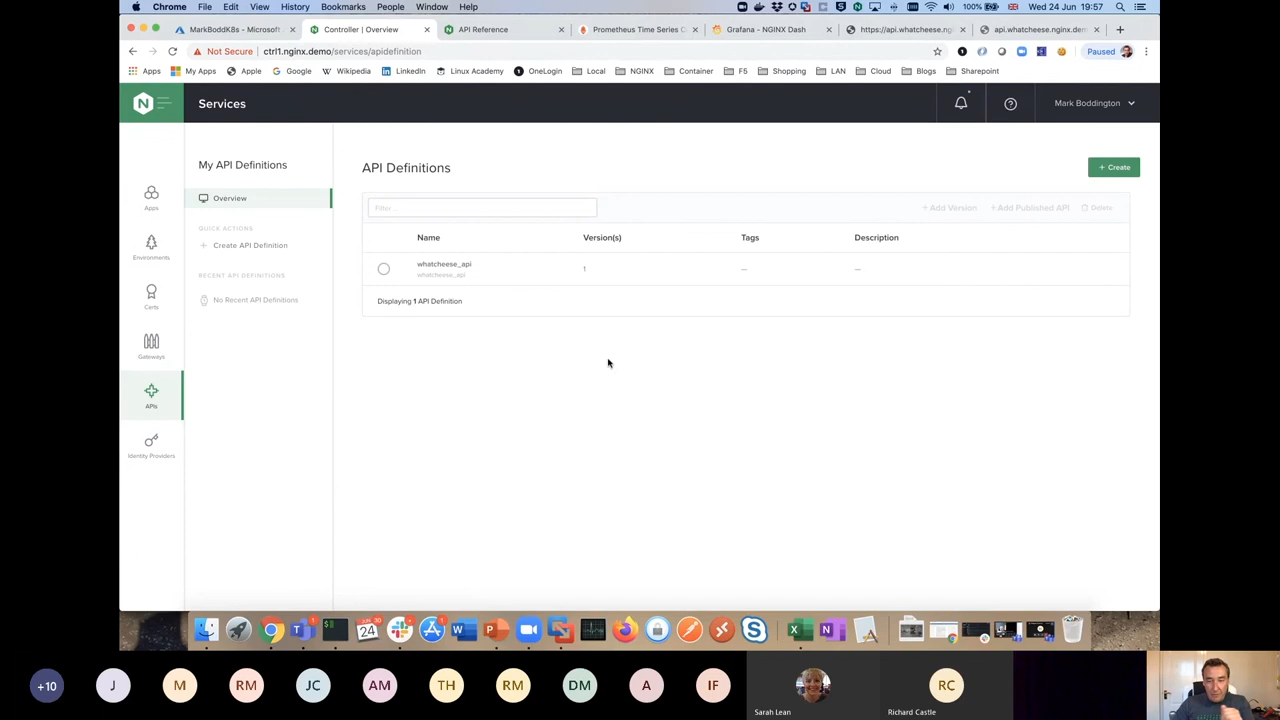 Chrome File Edit View History Bookmarks People Window Help
100% Wed 24 Jun 19:57
MarkBoddK8s - Microsoft
Controller | Overview
API Reference
Prometheus Time Series C
Grafana - NGINX Dash
https://api.whatcheese.ng
api.whatcheese.nginx.dem
Not Secure ctrl1.nginx.demo/services/apidefinition
Paused
Apps My Apps Apple Google Wikipedia LinkedIn Linux Academy OneLogin Local NGINX Container F5 Shopping LAN Cloud Blogs Sharepoint
N Services
Mark Boddington
My API Definitions
API Definitions
+ Create
Apps
Overview
Filter ...
+ Add Version + Add Published API Delete
QUICK ACTIONS
Name Version(s) Tags Description
Environments
+ Create API Definition
whatcheese_api 1 — —
whatcheese_api
RECENT API DEFINITIONS
No Recent API Definitions
Displaying 1 API Definition
Certs
Gateways
APIs
Identity Providers
JUN
24
+10 J M RM JC AM TH RM DM A IF RC
Sarah Lean
Richard Castle